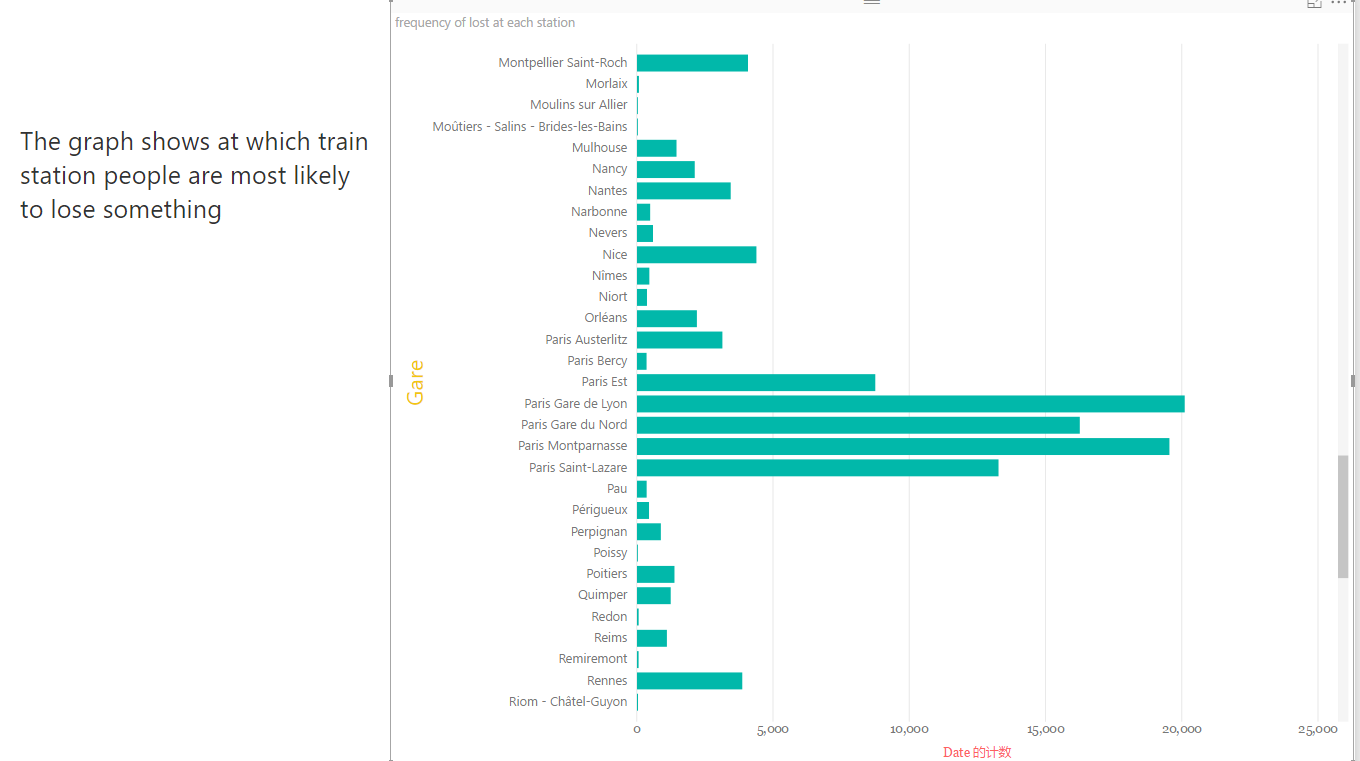 frequency of lost at each station
The graph shows at which train
station people are most likely
to lose something
Gare
Montpellier Saint-Roch
Morlaix
Moulins sur Allier
Moûtiers - Salins - Brides-les-Bains
Mulhouse
Nancy
Nantes
Narbonne
Nevers
Nice
Nîmes
Niort
Orléans
Paris Austerlitz
Paris Bercy
Paris Est
Paris Gare de Lyon
Paris Gare du Nord
Paris Montparnasse
Paris Saint-Lazare
Pau
Périgueux
Perpignan
Poissy
Poitiers
Quimper
Redon
Reims
Remiremont
Rennes
Riom - Châtel-Guyon
0 5,000 10,000 15,000 20,000 25,000
Date 的计数